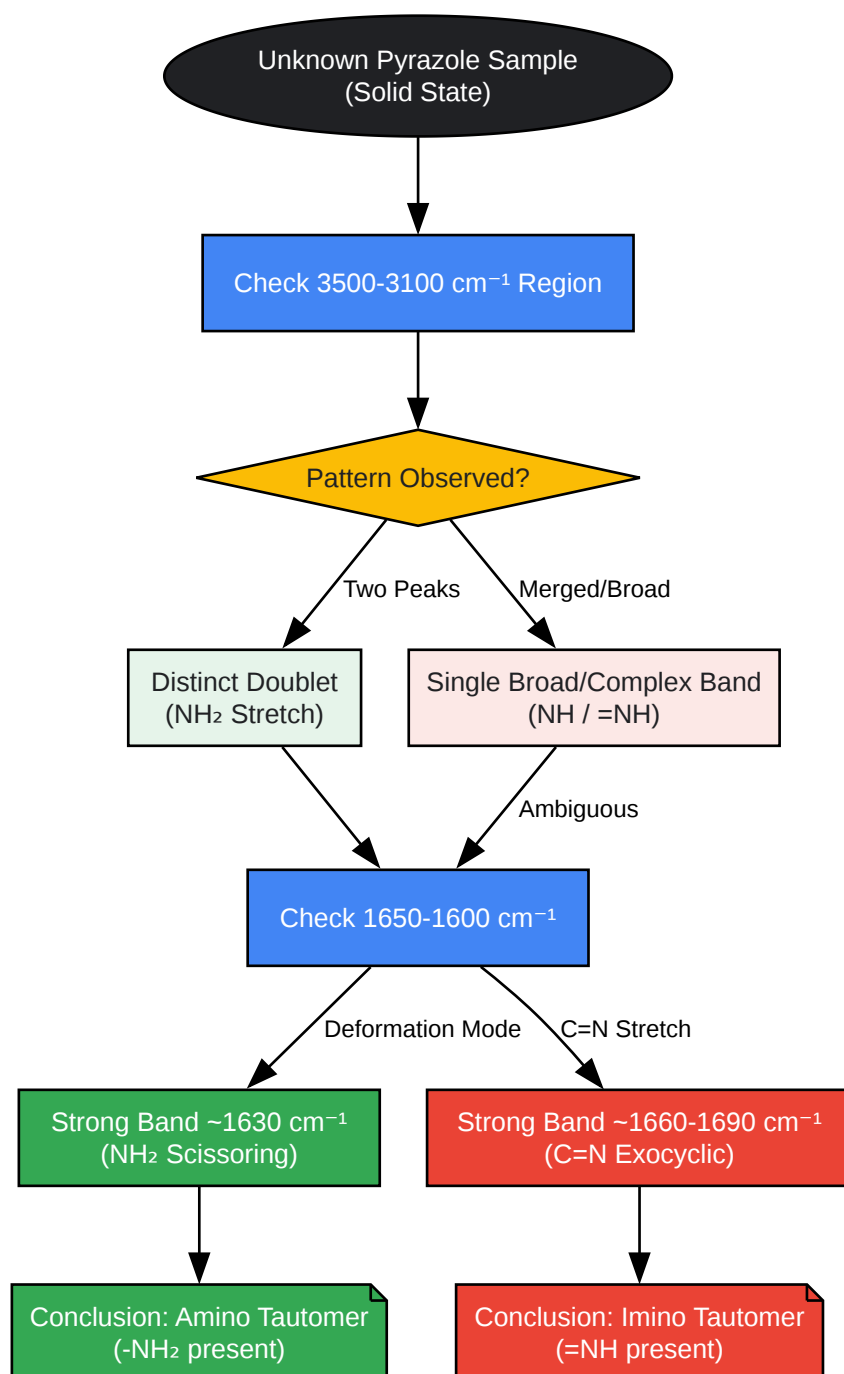 Unknown Pyrazole Sample
(Solid State)
Check 3500-3100 cm⁻¹ Region
Pattern Observed?
Two Peaks
Merged/Broad
Distinct Doublet
(NH₂ Stretch)
Single Broad/Complex Band
(NH / =NH)
Ambiguous
Check 1650-1600 cm⁻¹
Deformation Mode
C=N Stretch
Strong Band ~1630 cm⁻¹
(NH₂ Scissoring)
Strong Band ~1660-1690 cm⁻¹
(C=N Exocyclic)
Conclusion: Amino Tautomer
(-NH₂ present)
Conclusion: Imino Tautomer
(=NH present)